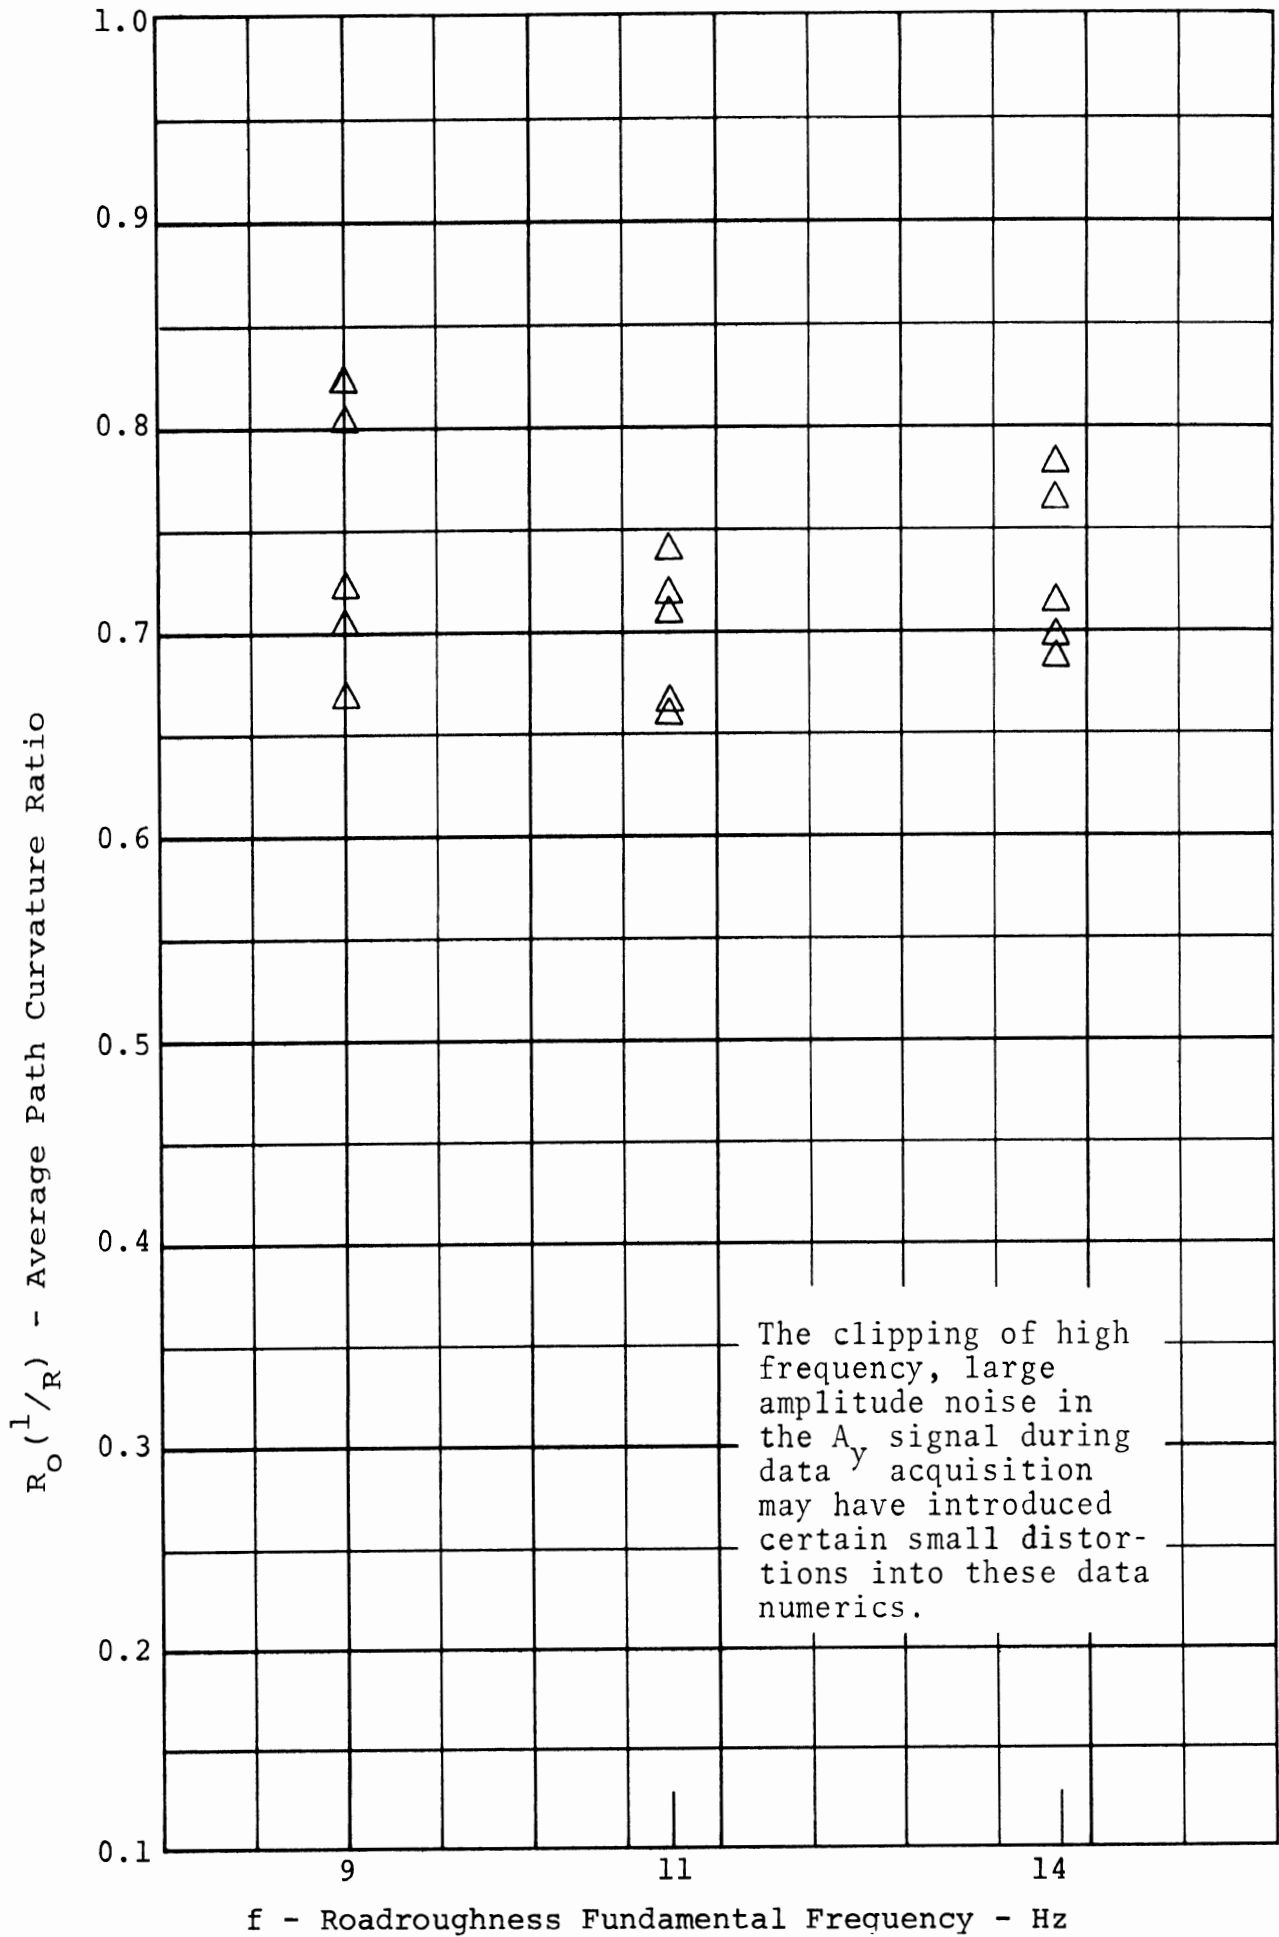 1.0
0.9
0.8
0.7
0.6
0.5
0.4
0.3
0.2
0.1
R₀(1/R) - Average Path Curvature Ratio
The clipping of high
frequency, large
amplitude noise in
the Ay signal during
data acquisition
may have introduced
certain small distor-
tions into these data
numerics.
9 11 14
f - Roadroughness Fundamental Frequency - Hz